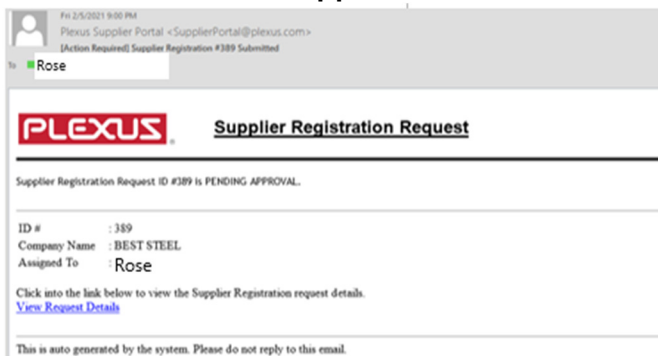 Fri 2/5/2021 9:00 PM
Plexus Supplier Portal <SupplierPortal@plexus.com>
[Action Required] Supplier Registration #389 Submitted
To Rose
PLEXUS Supplier Registration Request
Supplier Registration Request ID #389 is PENDING APPROVAL.
ID # : 389
Company Name : BEST STEEL
Assigned To : Rose
Click into the link below to view the Supplier Registration request details.
View Request Details
This is auto generated by the system. Please do not reply to this email.